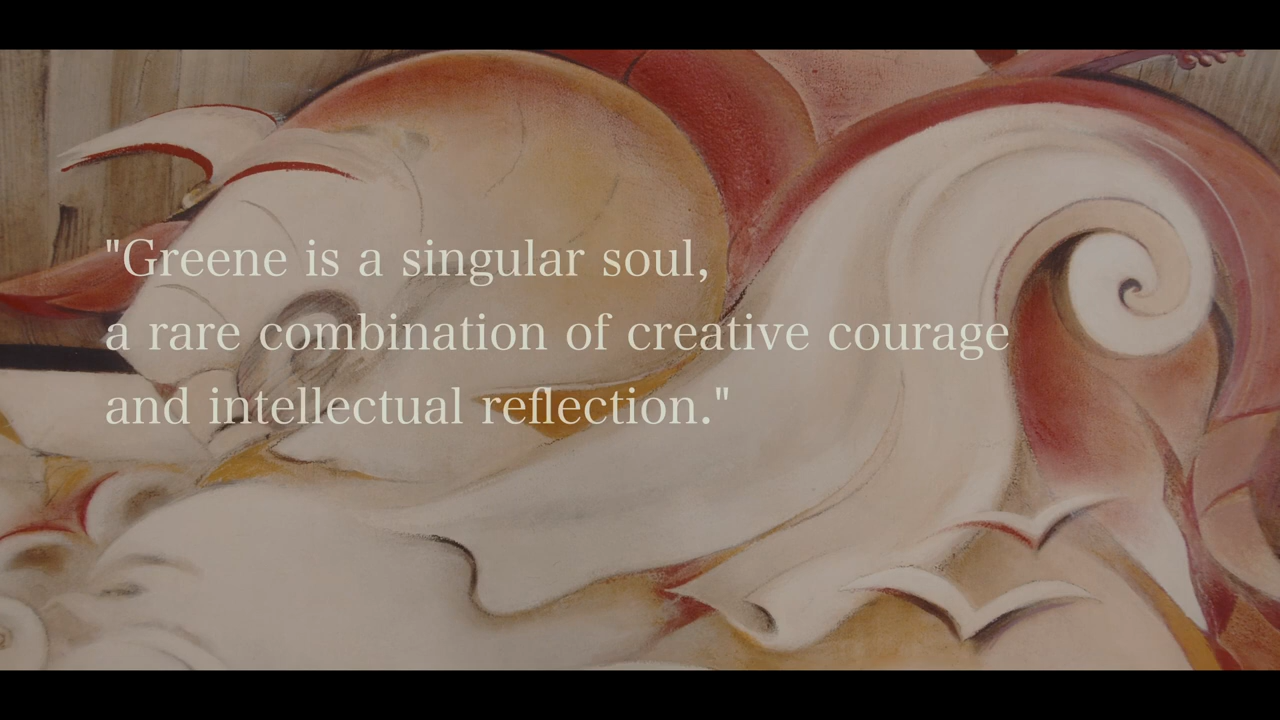 "Greene is a singular soul,
a rare combination of creative courage
and intellectual reflection."